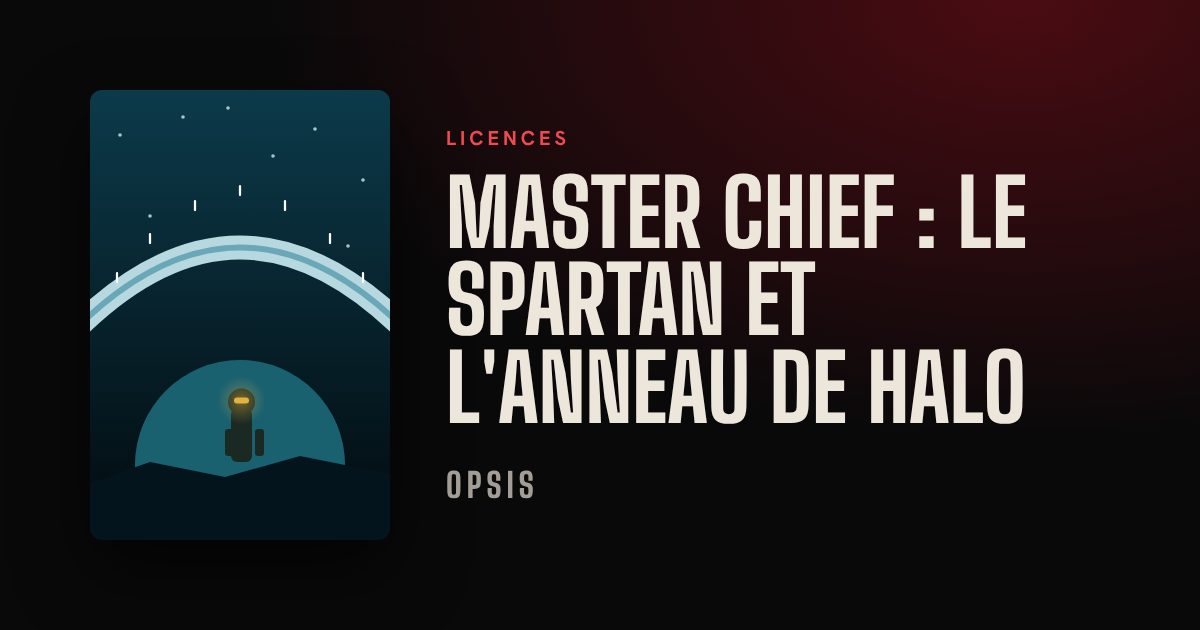 LICENCES
MASTER CHIEF : LE
SPARTAN ET
L'ANNEAU DE HALO
OPSIS